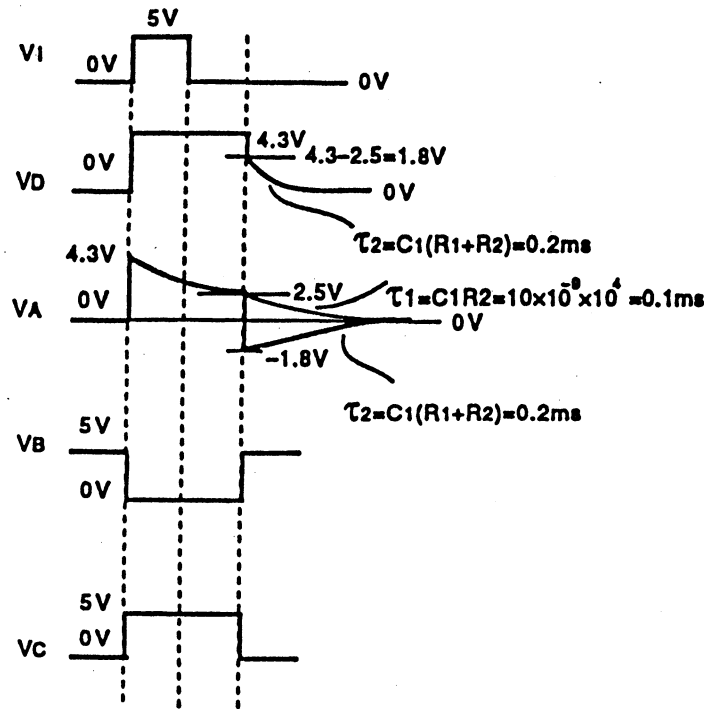 5V
VI
0V
0V
4.3V
4.3-2.5=1.8V
0V
VD
0V
τ2=C1(R1+R2)=0.2ms
4.3V
2.5V
τ1=C1R2=10×10⁻⁹×10⁴=0.1ms
0V
VA
0V
-1.8V
τ2=C1(R1+R2)=0.2ms
5V
VB
0V
5V
0V
VC